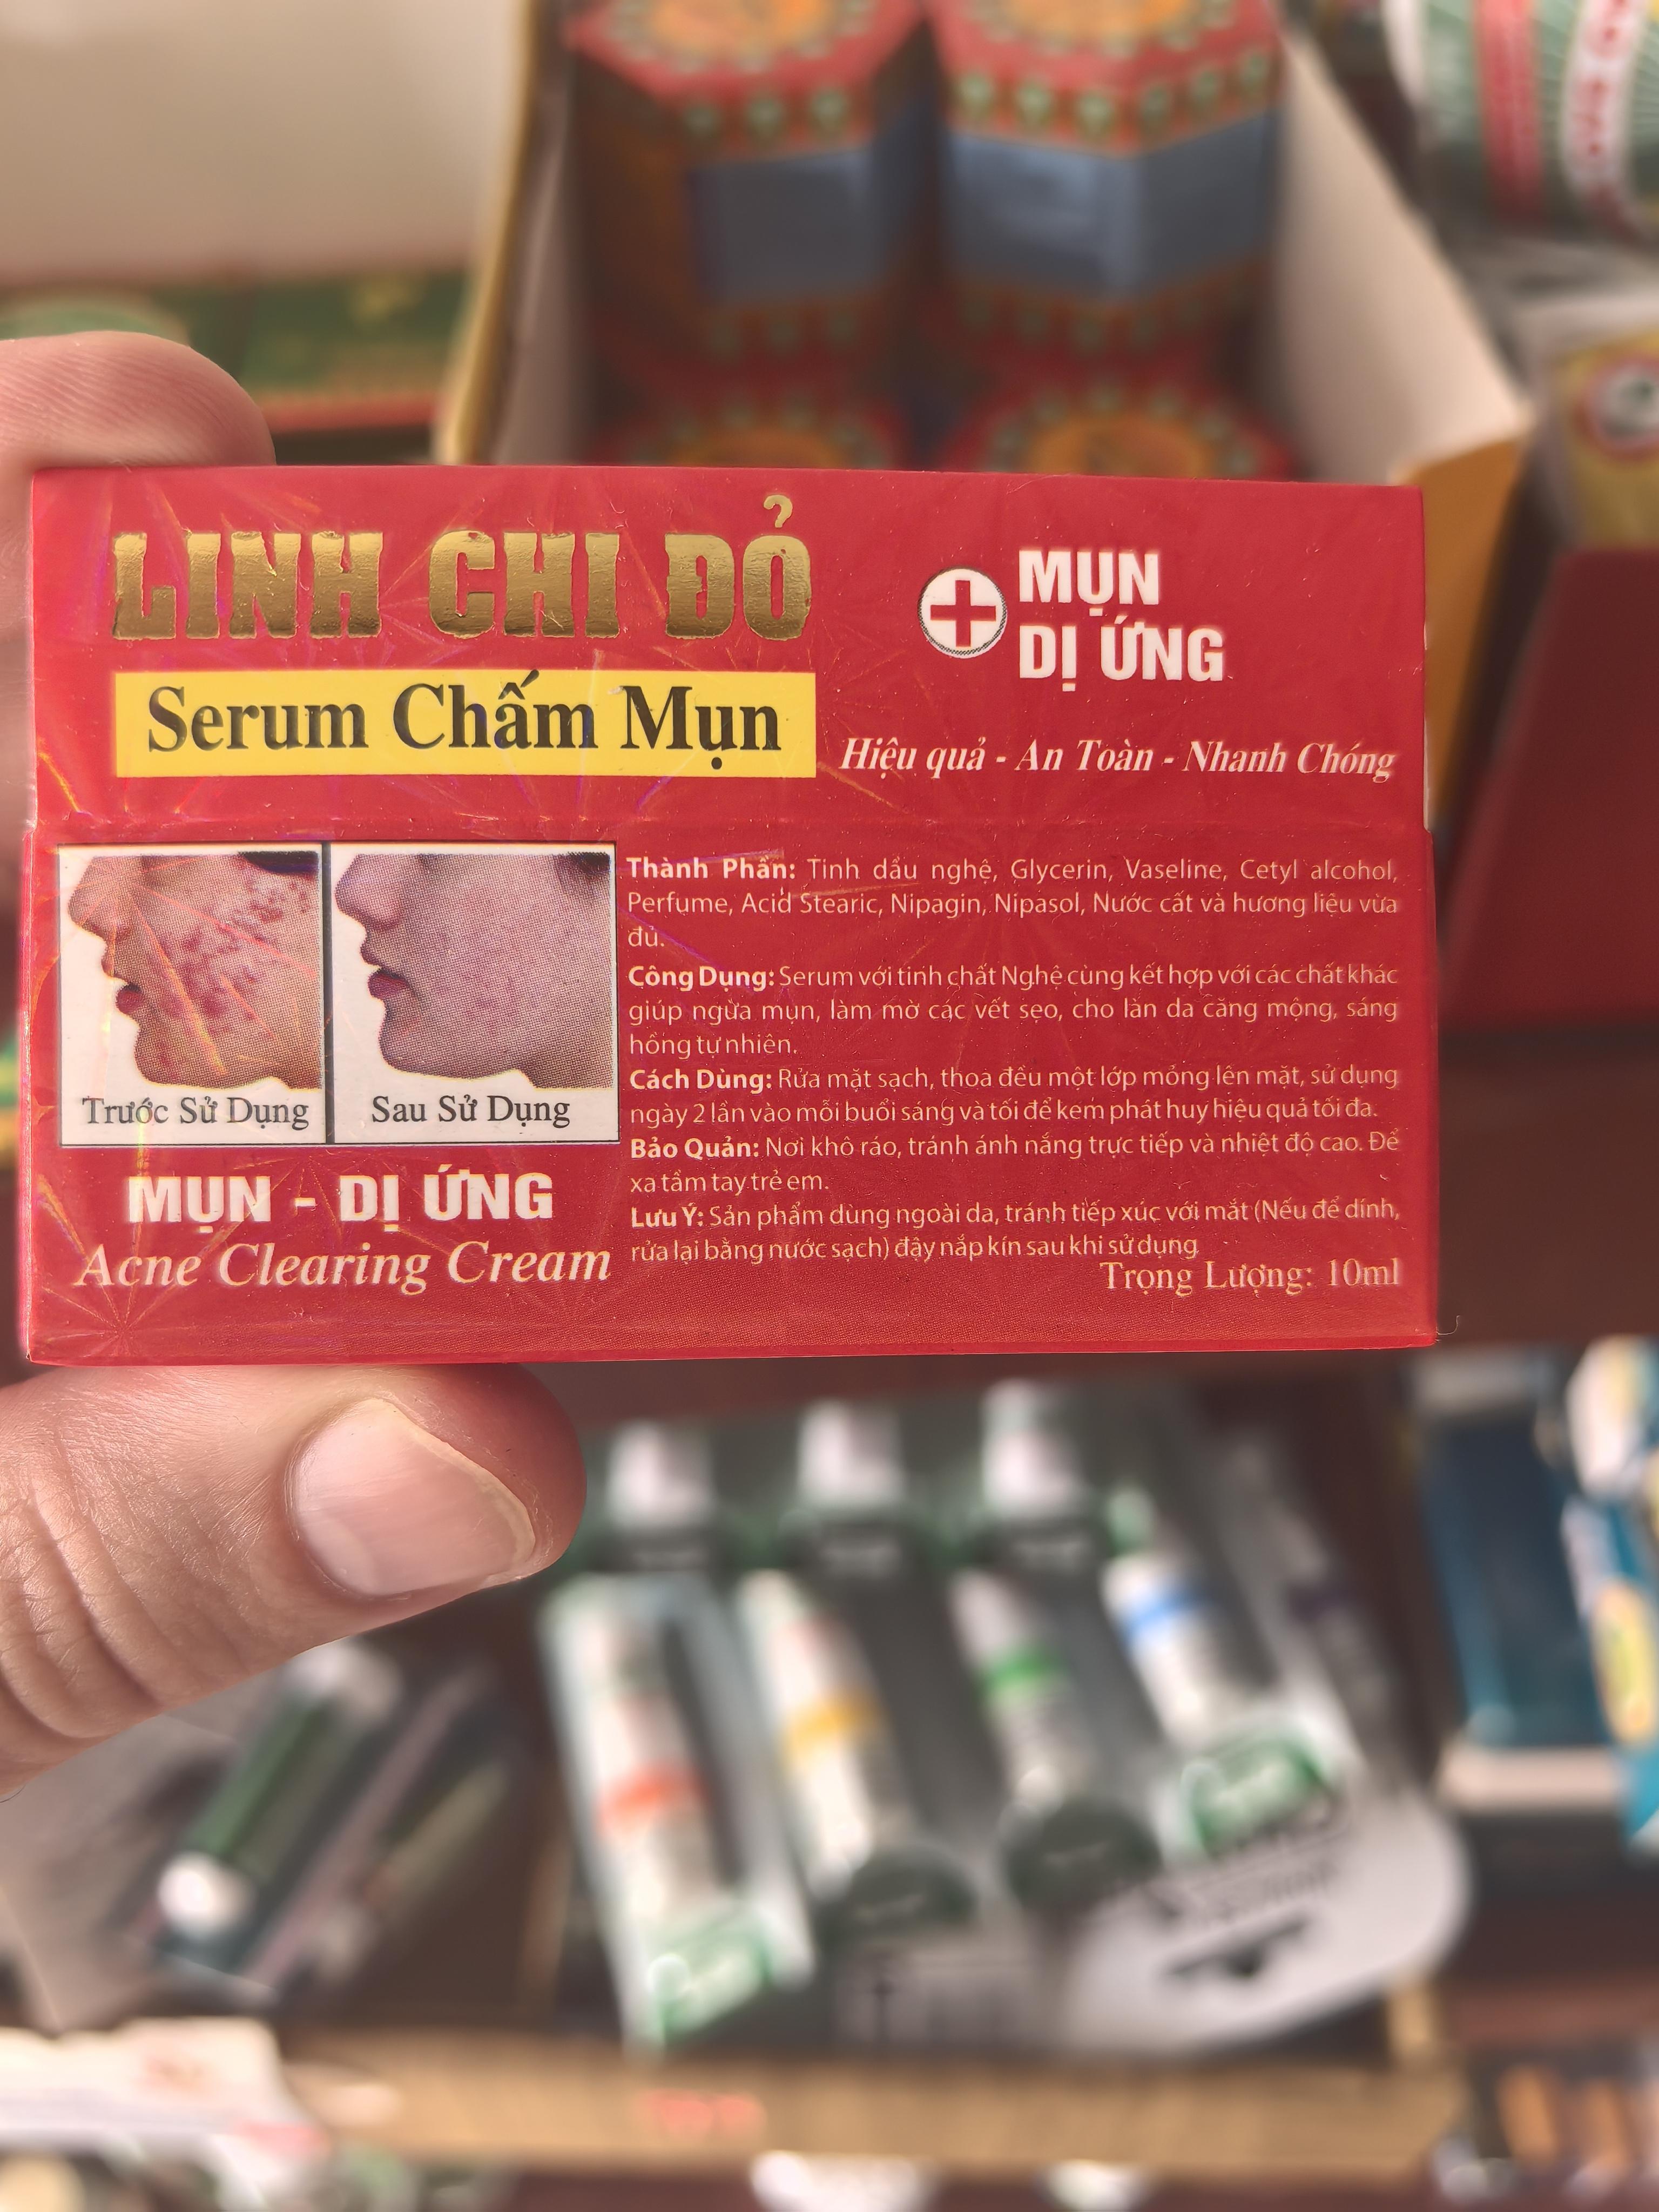 LINH CHI ĐỎ
Serum Chấm Mụn
MỤN
DỊ ỨNG
Hiệu quả - An Toàn - Nhanh Chóng
Trước Sử Dụng
Sau Sử Dụng
MỤN - DỊ ỨNG
Acne Clearing Cream
Thành Phần: Tinh dầu nghệ, Glycerin, Vaseline, Cetyl alcohol,
Perfume, Acid Stearic, Nipagin, Nipasol, Nước cất và hương liệu vừa
đủ.
Công Dụng: Serum với tinh chất Nghệ cùng kết hợp với các chất khác
giúp ngừa mụn, làm mờ các vết sẹo, cho làn da căng mộng, sáng
hồng tự nhiên.
Cách Dùng: Rửa mặt sạch, thoa đều một lớp mỏng lên mặt, sử dụng
ngày 2 lần vào mỗi buổi sáng và tối để kem phát huy hiệu quả tối đa.
Bảo Quản: Nơi khô ráo, tránh ánh nắng trực tiếp và nhiệt độ cao. Để
xa tầm tay trẻ em.
Lưu Ý: Sản phẩm dùng ngoài da, tránh tiếp xúc với mắt (Nếu để dính,
rửa lại bằng nước sạch) đậy nắp kín sau khi sử dụng
Trọng Lượng: 10ml